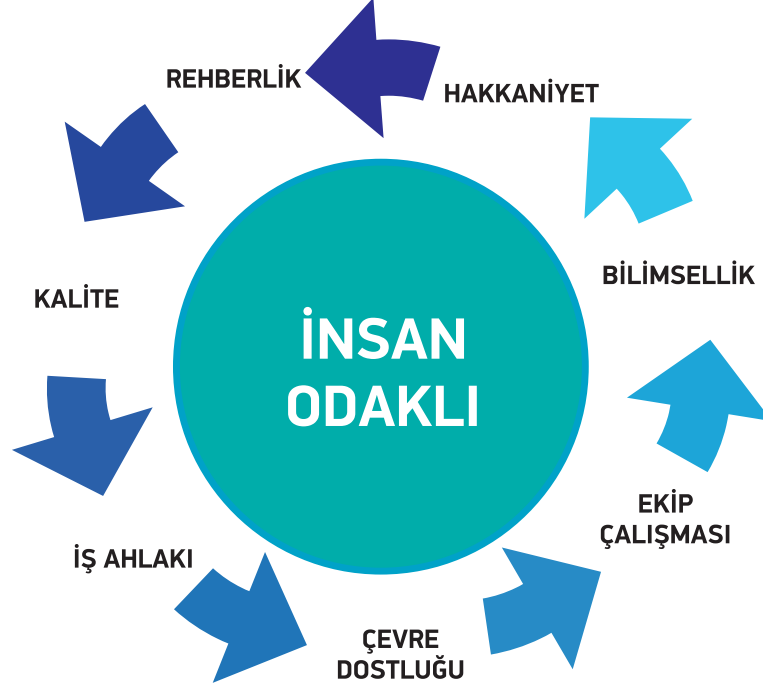 REHBERLİK
HAKKANİYET
BİLİMSELLİK
KALİTE
İNSAN
ODAKLI
EKİP
ÇALIŞMASI
İŞ AHLAKI
ÇEVRE
DOSTLUĞU